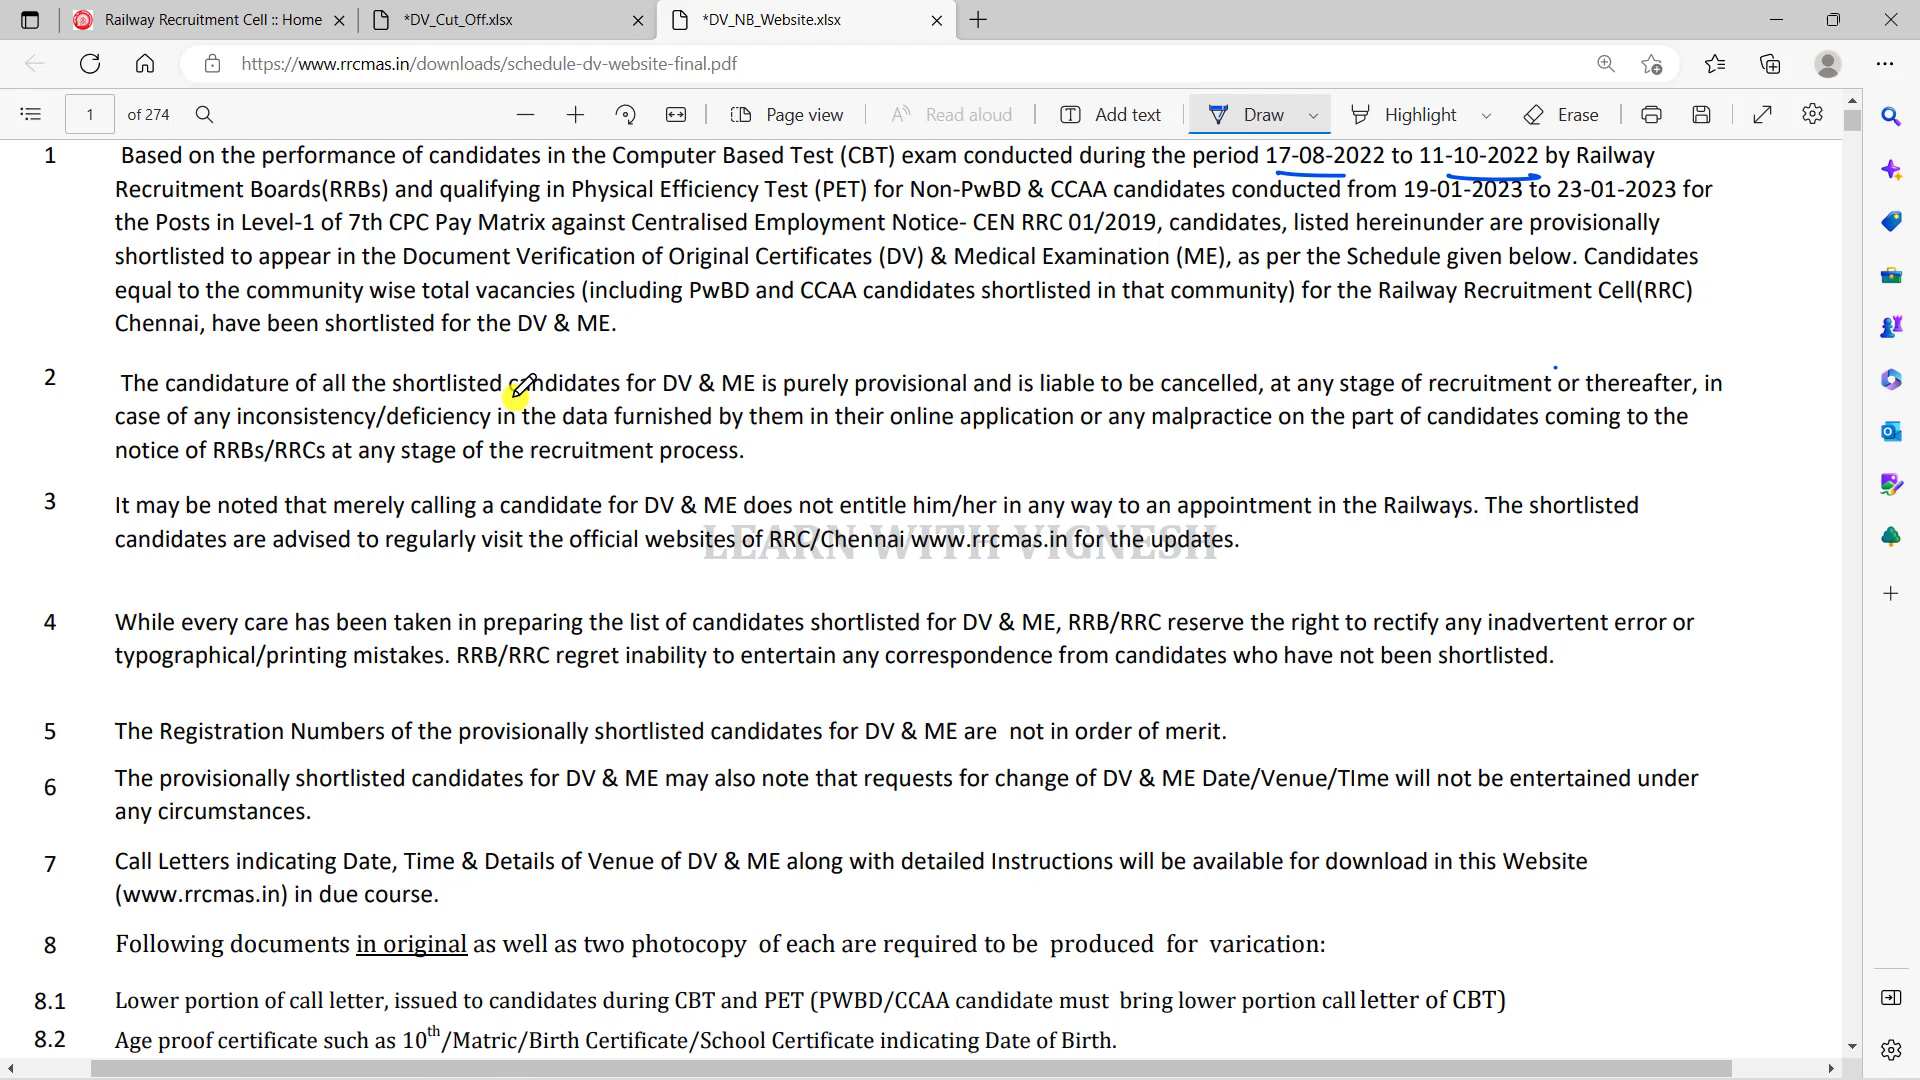 Railway Recruitment Cell :: Home
*DV_Cut_Off.xlsx
*DV_NB_Website.xlsx
https://www.rrcmas.in/downloads/schedule-dv-website-final.pdf
1 of 274
Page view
Read aloud
Add text
Draw
Highlight
Erase
1 Based on the performance of candidates in the Computer Based Test (CBT) exam conducted during the period 17-08-2022 to 11-10-2022 by Railway
Recruitment Boards(RRBs) and qualifying in Physical Efficiency Test (PET) for Non-PwBD & CCAA candidates conducted from 19-01-2023 to 23-01-2023 for
the Posts in Level-1 of 7th CPC Pay Matrix against Centralised Employment Notice- CEN RRC 01/2019, candidates, listed hereinunder are provisionally
shortlisted to appear in the Document Verification of Original Certificates (DV) & Medical Examination (ME), as per the Schedule given below. Candidates
equal to the community wise total vacancies (including PwBD and CCAA candidates shortlisted in that community) for the Railway Recruitment Cell(RRC)
Chennai, have been shortlisted for the DV & ME.
2 The candidature of all the shortlisted candidates for DV & ME is purely provisional and is liable to be cancelled, at any stage of recruitment or thereafter, in
case of any inconsistency/deficiency in the data furnished by them in their online application or any malpractice on the part of candidates coming to the
notice of RRBs/RRCs at any stage of the recruitment process.
3 It may be noted that merely calling a candidate for DV & ME does not entitle him/her in any way to an appointment in the Railways. The shortlisted
candidates are advised to regularly visit the official websites of RRC/Chennai www.rrcmas.in for the updates.
LEARN WITH VIGNESH
4 While every care has been taken in preparing the list of candidates shortlisted for DV & ME, RRB/RRC reserve the right to rectify any inadvertent error or
typographical/printing mistakes. RRB/RRC regret inability to entertain any correspondence from candidates who have not been shortlisted.
5 The Registration Numbers of the provisionally shortlisted candidates for DV & ME are not in order of merit.
6 The provisionally shortlisted candidates for DV & ME may also note that requests for change of DV & ME Date/Venue/TIme will not be entertained under
any circumstances.
7 Call Letters indicating Date, Time & Details of Venue of DV & ME along with detailed Instructions will be available for download in this Website
(www.rrcmas.in) in due course.
8 Following documents in original as well as two photocopy of each are required to be produced for varication:
8.1 Lower portion of call letter, issued to candidates during CBT and PET (PWBD/CCAA candidate must bring lower portion call letter of CBT)
8.2 Age proof certificate such as 10th/Matric/Birth Certificate/School Certificate indicating Date of Birth.